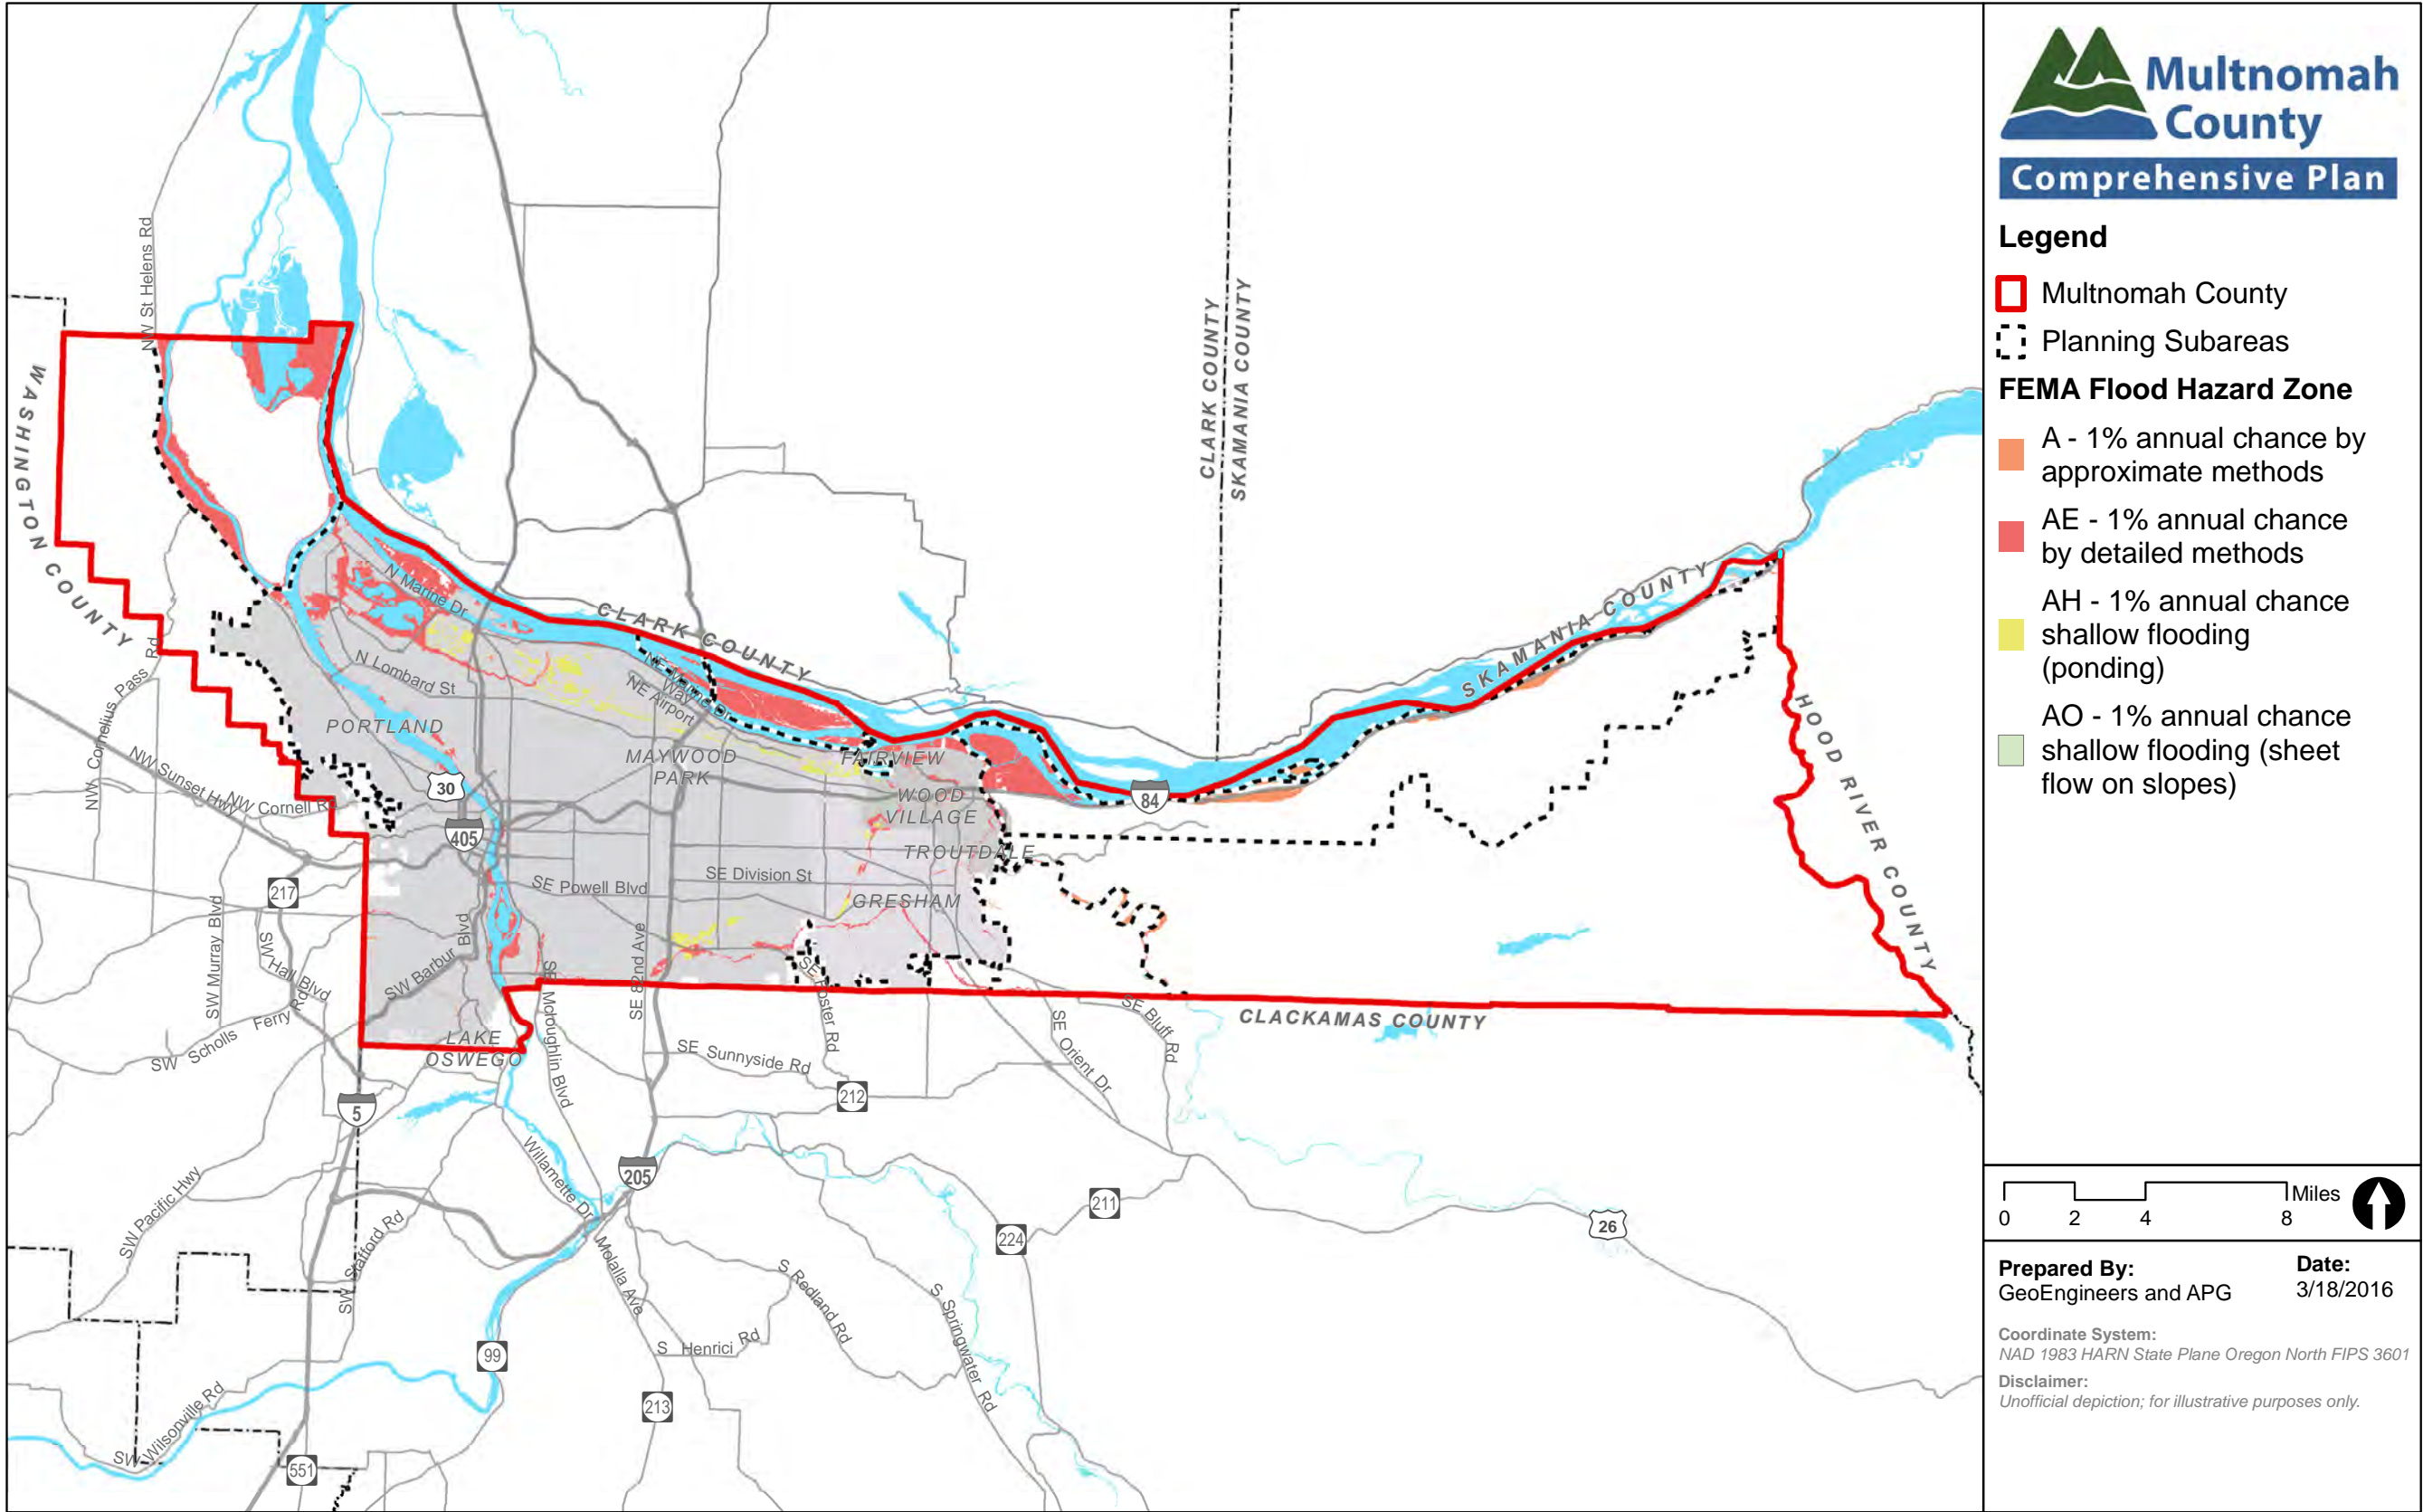 Multnomah
County
Comprehensive Plan
Legend
Multnomah County
Planning Subareas
FEMA Flood Hazard Zone
A - 1% annual chance by
approximate methods
AE - 1% annual chance
by detailed methods
AH - 1% annual chance
shallow flooding
(ponding)
AO - 1% annual chance
shallow flooding (sheet
flow on slopes)
Miles
0 2 4 8
Prepared By:
GeoEngineers and APG
Date:
3/18/2016
Coordinate System:
NAD 1983 HARN State Plane Oregon North FIPS 3601
Disclaimer:
Unofficial depiction; for illustrative purposes only.
NW St Helens Rd
WASHINGTON COUNTY
CLARK COUNTY
SKAMANIA COUNTY
N Marine Dr
CLARK COUNTY
SKAMANIA COUNTY
HOOD RIVER COUNTY
NW Cornelius Pass Rd
N Lombard St
NE Marine Dr
NE Airport Way
PORTLAND
MAYWOOD
PARK
FAIRVIEW
WOOD
VILLAGE
TROUTDALE
GRESHAM
NW Sunset Hwy
NW Cornell Rd
30
405
84
217
SE Powell Blvd
SE Division St
SW Murray Blvd
SW Hall Blvd
SW Barbur Blvd
SE 82nd Ave
SE Foster Rd
SE Mcloughlin Blvd
SW Scholls Ferry Rd
LAKE
OSWEGO
SE Sunnyside Rd
SE Orient Dr
SE Bluff Rd
CLACKAMAS COUNTY
5
212
205
211
224
26
Willamette Dr
SW Pacific Hwy
SW Stafford Rd
Molalla Ave
S Redland Rd
S Springwater Rd
S Henrici Rd
99
213
SW Wilsonville Rd
551